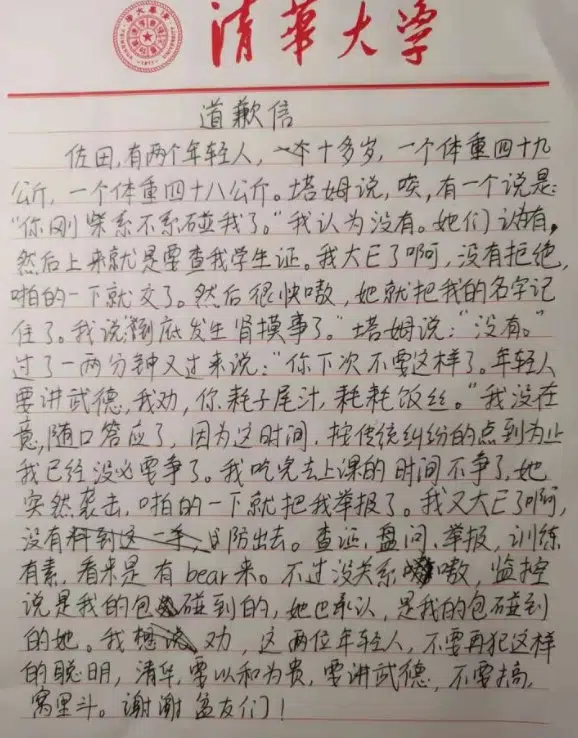 清華大学
道歉信
佐田,有两个年轻人,一个十多岁,一个体重四十九
公斤,一个体重四十八公斤。塔姆说,唉,有一个说是:
“你刚柴系不系碰我了。”我认为没有。她们认为有,
然后上来就是要查我学生证。我大E了啊,没有拒绝,
啪的一下就交了。然后很快嗷,她就把我的名字记
住了。我说“到底发生肾摸事了。”塔姆说:“没有。”
过了一两分钟又过来说:“你下次不要这样了。年轻人
要讲武德,我劝,你耗子尾汁,耗耗饭丝。”我没在
意,随口答应了,因为这时间,按传统纠纷的点到为止
我已经没必要争了。我吃完去上课的时间不争了,她
突然袭击,啪的一下就把我举报了。我又大E了啊,
没有料到这一手,防出去。查证,盘问,举报,训练
有素,看来是有bear来。不过没关系嗷,监控
说是我的包碰到的,她也承认,是我的包碰到
的她。我想说劝,这两位年轻人,不要再犯这样
的聪明,清华,要以和为贵,要讲武德,不要搞
窝里斗。谢谢盆友们!